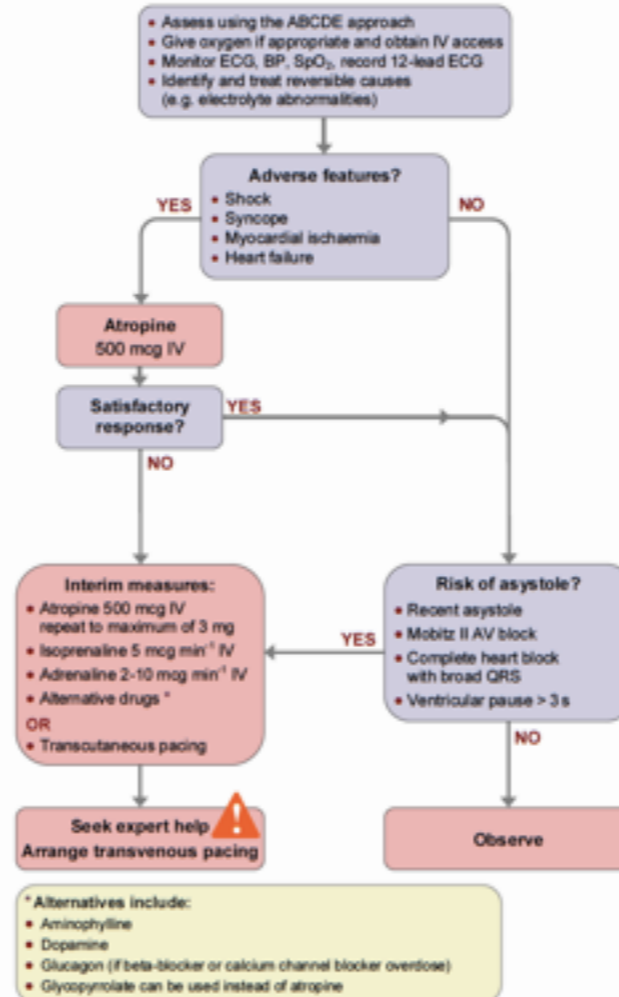 • Assess using the ABCDE approach
• Give oxygen if appropriate and obtain IV access
• Monitor ECG, BP, SpO₂, record 12-lead ECG
• Identify and treat reversible causes
(e.g. electrolyte abnormalities)
Adverse features?
• Shock
• Syncope
• Myocardial ischaemia
• Heart failure
YES
NO
Atropine
500 mcg IV
Satisfactory
response?
YES
NO
Interim measures:
• Atropine 500 mcg IV
repeat to maximum of 3 mg
• Isoprenaline 5 mcg min⁻¹ IV
• Adrenaline 2-10 mcg min⁻¹ IV
• Alternative drugs *
OR
• Transcutaneous pacing
Risk of asystole?
• Recent asystole
• Mobitz II AV block
• Complete heart block
with broad QRS
• Ventricular pause > 3 s
YES
NO
Seek expert help
Arrange transvenous pacing
!
Observe
* Alternatives include:
• Aminophylline
• Dopamine
• Glucagon (if beta-blocker or calcium channel blocker overdose)
• Glycopyrrolate can be used instead of atropine